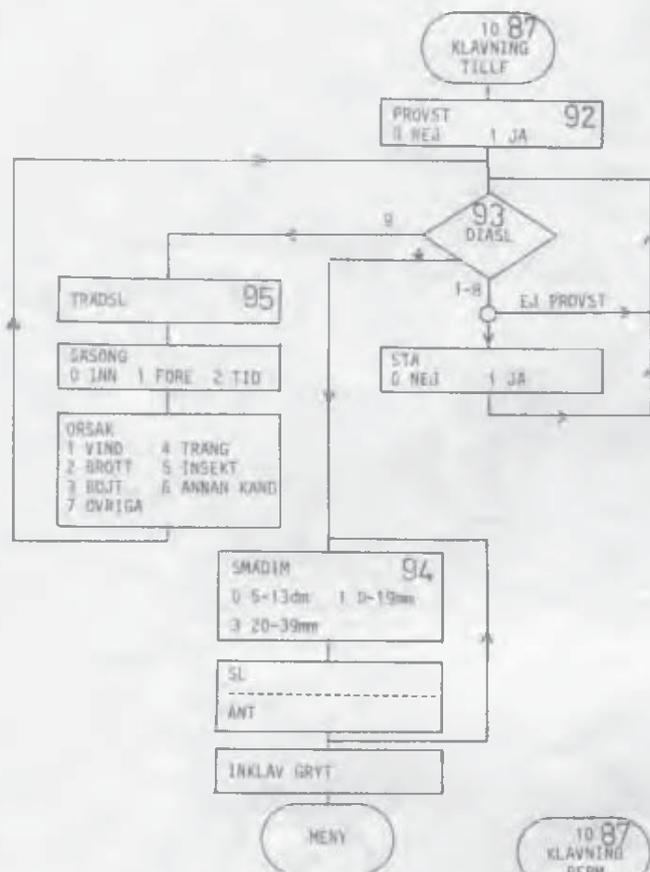 10 87
KLAVNING
TILLF
PROVST 92
0 NEJ 1 JA
93
DIASL
9
*
1-8
EJ PROVST
TRADSL 95
SASONG
0 INN 1 FORE 2 TID
STA
0 NEJ 1 JA
ORSAK
1 VIND 4 TRANG
2 BROTT 5 INSEKT
3 BOJT 6 ANNAN KAND
7 OVRIGA
SMADIM 94
0 5-13dm 1 0-19mm
3 20-39mm
SL
ANT
INKLAV GRYT
MENY
10 87
KLAVNING
PERM